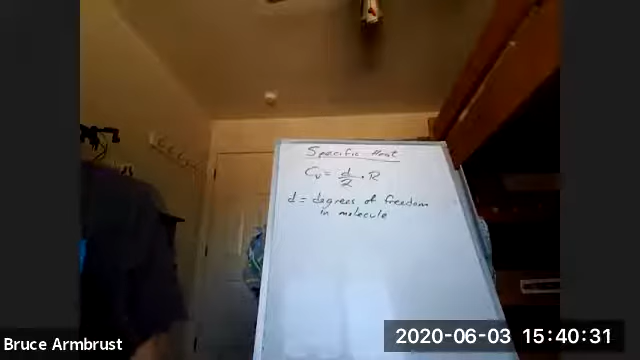 Specific Heat
Cv = d/2 • R
d = degrees of freedom
in molecule
Bruce Armbrust
2020-06-03 15:40:31